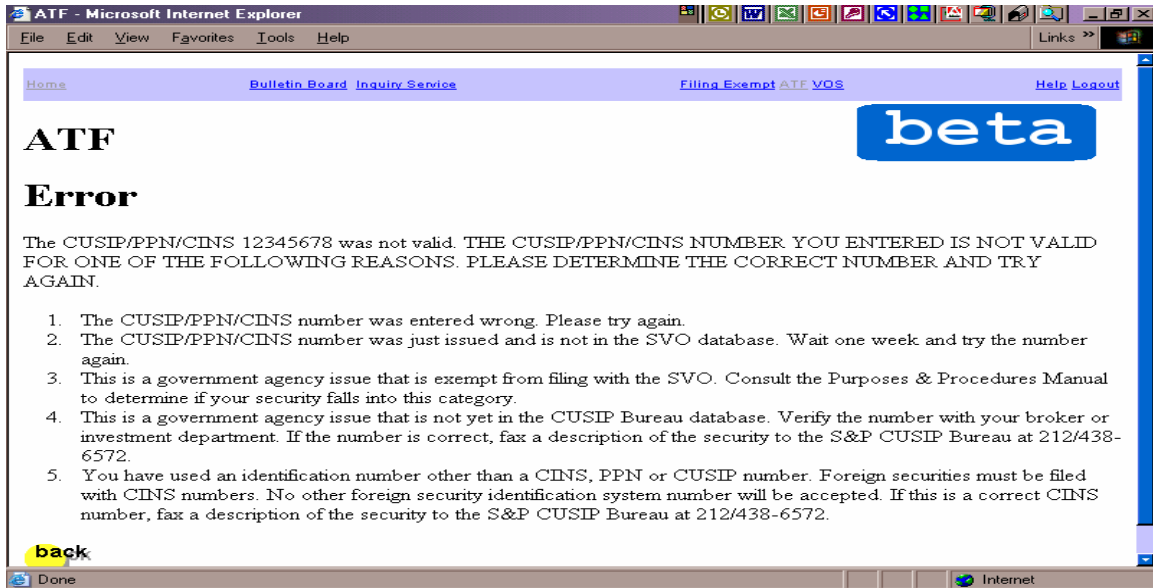 ATF - Microsoft Internet Explorer
File Edit View Favorites Tools Help
Links »
Home Bulletin Board Inquiry Service Filing Exempt ATF VOS Help Logout
beta
ATF
Error
The CUSIP/PPN/CINS 12345678 was not valid. THE CUSIP/PPN/CINS NUMBER YOU ENTERED IS NOT VALID
FOR ONE OF THE FOLLOWING REASONS. PLEASE DETERMINE THE CORRECT NUMBER AND TRY
AGAIN.
1. The CUSIP/PPN/CINS number was entered wrong. Please try again.
2. The CUSIP/PPN/CINS number was just issued and is not in the SVO database. Wait one week and try the number
again.
3. This is a government agency issue that is exempt from filing with the SVO. Consult the Purposes & Procedures Manual
to determine if your security falls into this category.
4. This is a government agency issue that is not yet in the CUSIP Bureau database. Verify the number with your broker or
investment department. If the number is correct, fax a description of the security to the S&P CUSIP Bureau at 212/438-
6572.
5. You have used an identification number other than a CINS, PPN or CUSIP number. Foreign securities must be filed
with CINS numbers. No other foreign security identification system number will be accepted. If this is a correct CINS
number, fax a description of the security to the S&P CUSIP Bureau at 212/438-6572.
back
Done Internet